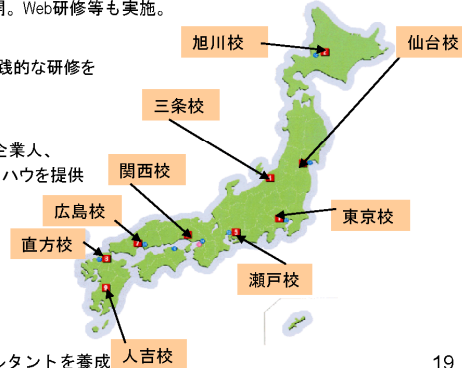 開。Web研修等も実施。
旭川校
仙台校
践的な研修を
三条校
企業人、
ハウを提供
関西校
広島校
東京校
直方校
瀬戸校
ルタントを養成
人吉校
19